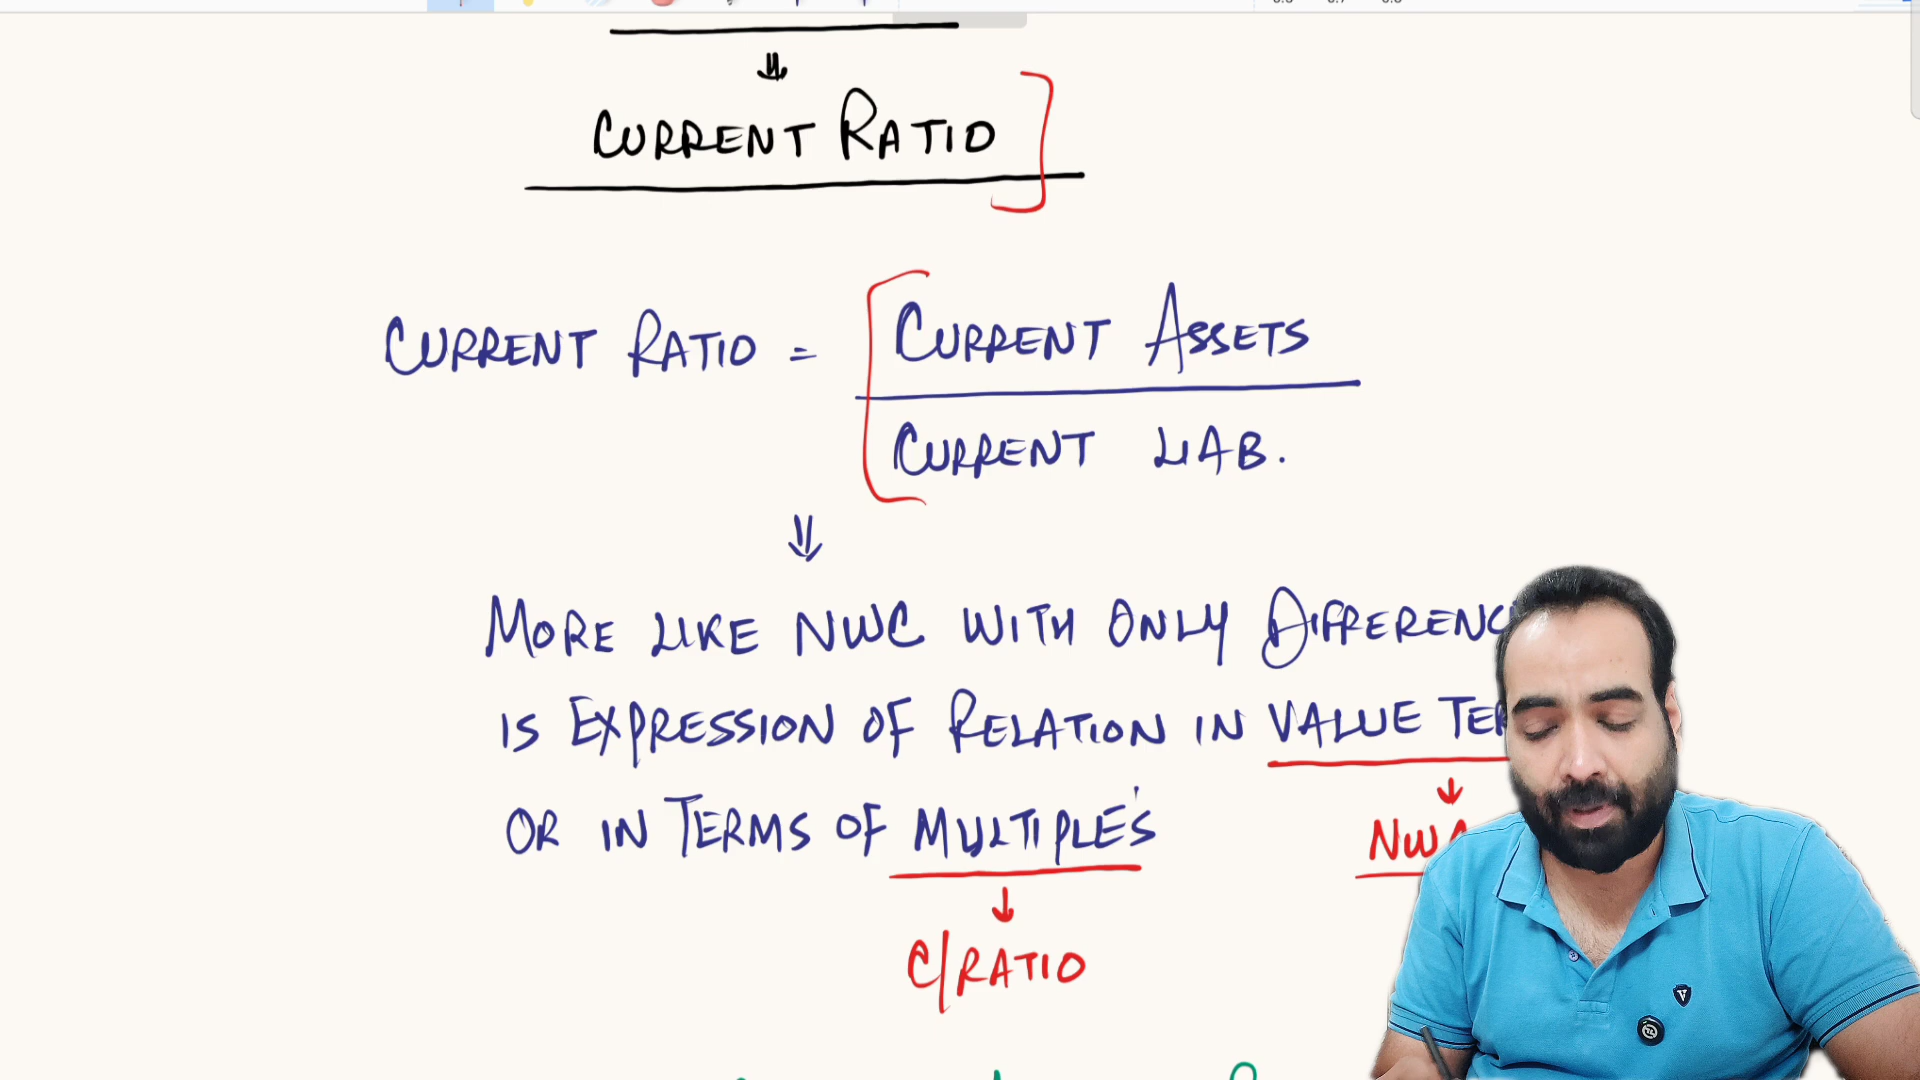 CURRENT RATIO
CURRENT RATIO = CURRENT ASSETS
CURRENT LIAB.
MORE LIKE NWC WITH ONLY
IS EXPRESSION OF RELATION IN VALUE
OR IN TERMS OF MULTIPLE'S
C/RATIO